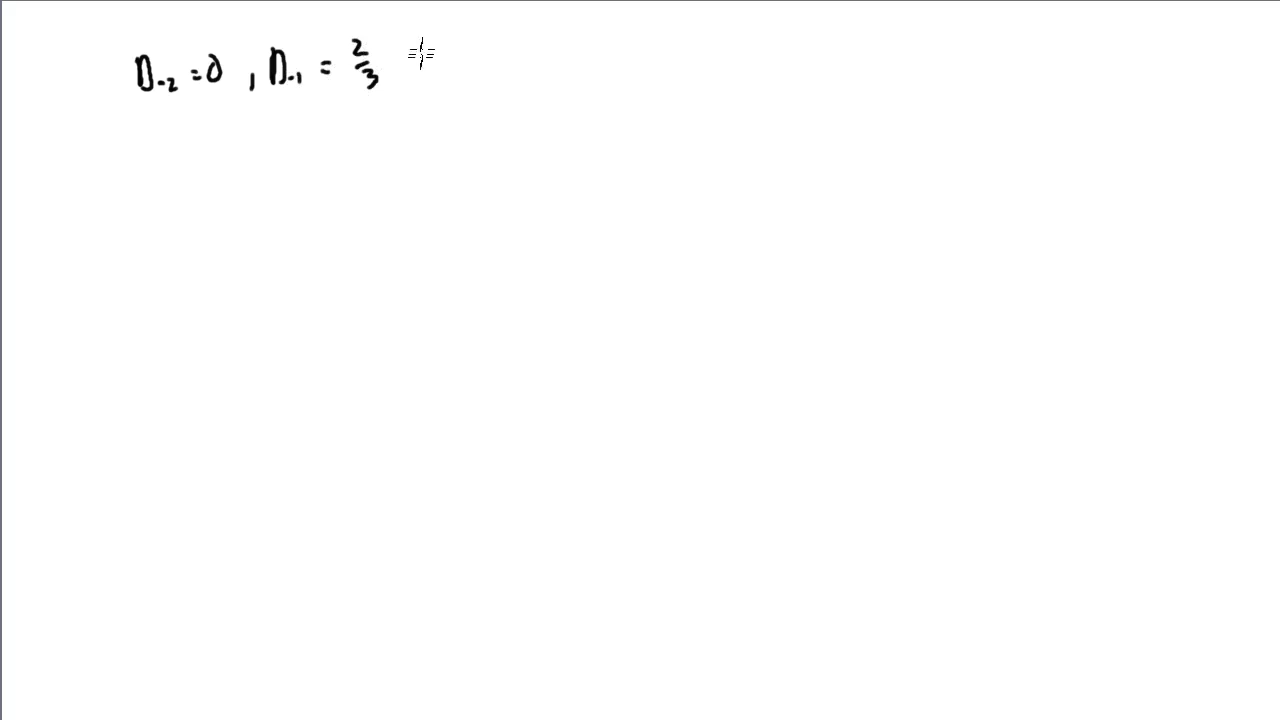 D₋₂ = 0 , D₋₁ = 2/3